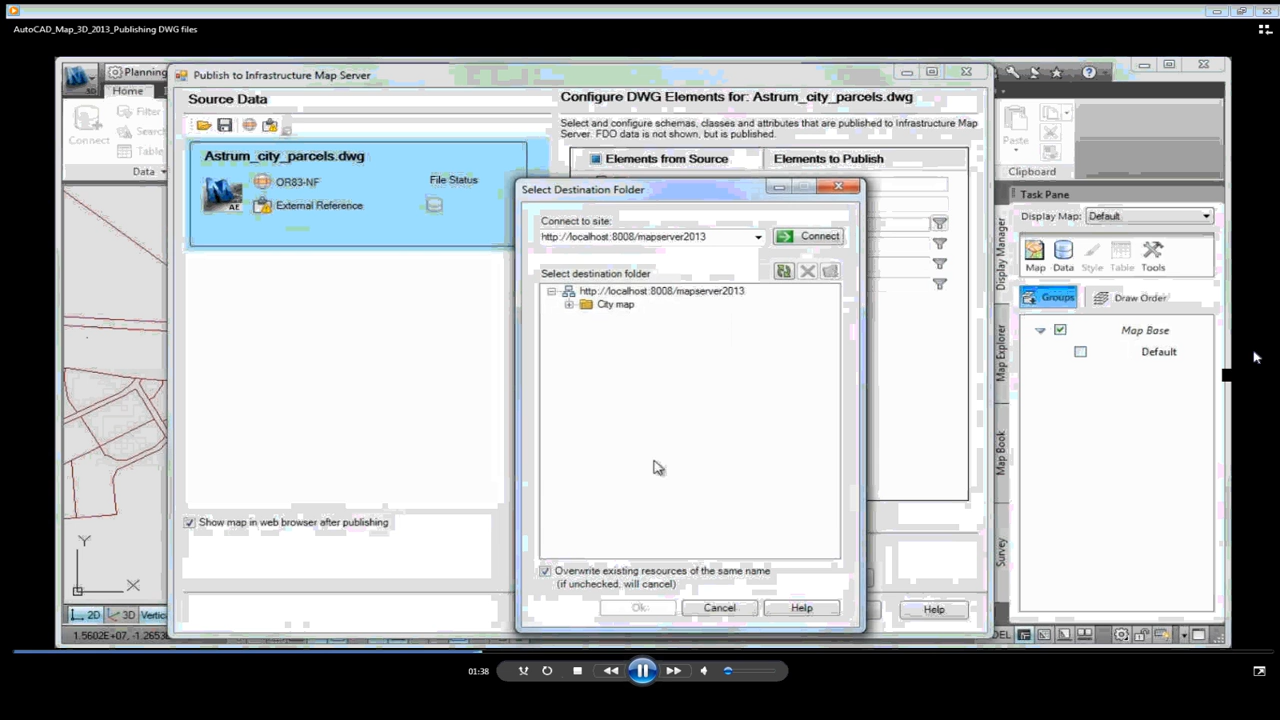 AutoCAD_Map_3D_2013_Publishing DWG files
Planning
Home
Connect
Filter
Search
Table
Data
Publish to Infrastructure Map Server
Source Data
Astrum_city_parcels.dwg
AE
OR83-NF
External Reference
File Status
Show map in web browser after publishing
Configure DWG Elements for: Astrum_city_parcels.dwg
Select and configure schemas, classes and attributes that are published to Infrastructure Map
Server. FDO data is not shown, but is published.
Elements from Source
Elements to Publish
Select Destination Folder
Connect to site:
http://localhost:8008/mapserver2013
Connect
Select destination folder
http://localhost:8008/mapserver2013
City map
Overwrite existing resources of the same name
(if unchecked, will cancel)
Ok
Cancel
Help
Help
Paste
Clipboard
Task Pane
Display Map:
Default
Map
Data
Style
Table
Tools
Groups
Draw Order
Map Base
Default
Display Manager
Map Explorer
Map Book
Survey
Y
X
2D
3D
1.5602E+07, -1.2653
01:38